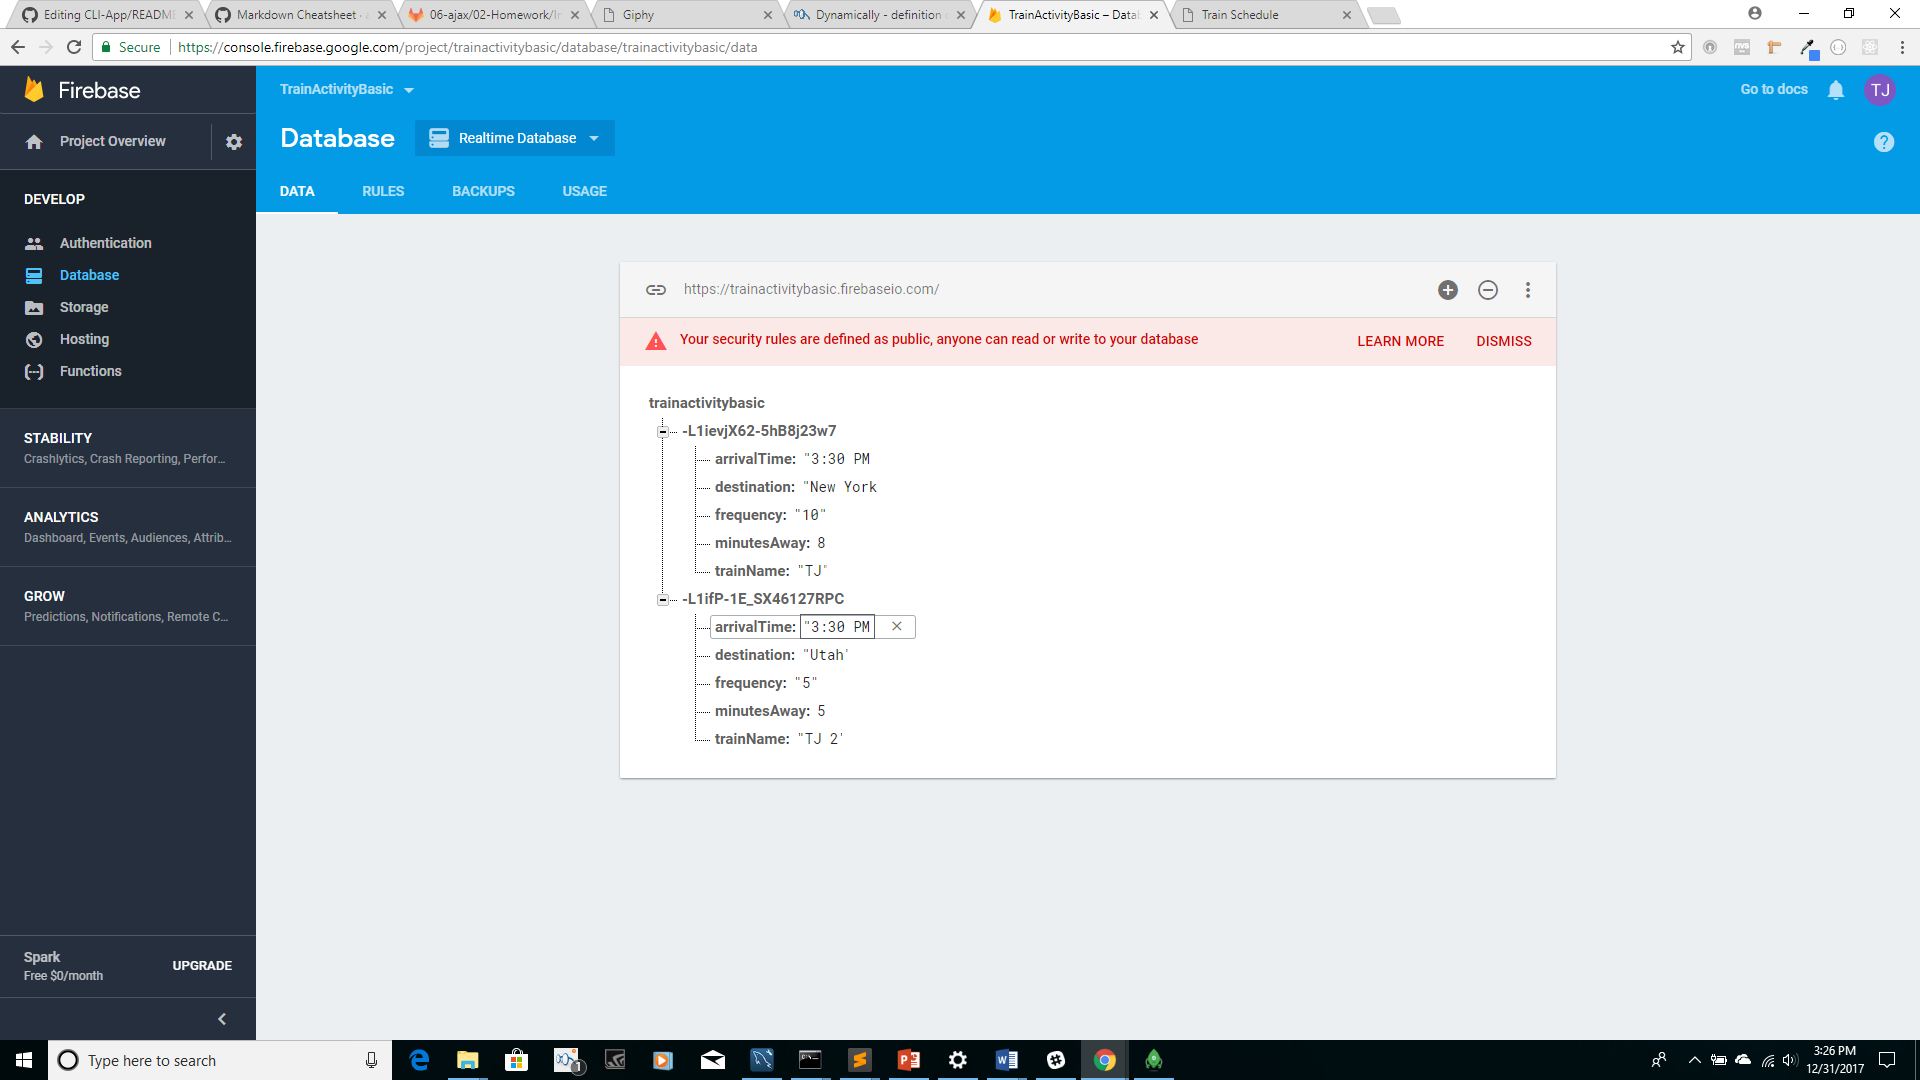 Editing CLI-App/README
Markdown Cheatsheet ·
06-ajax/02-Homework/In
Giphy
Dynamically - definition
TrainActivityBasic – Datab
Train Schedule
Secure
https://console.firebase.google.com/project/trainactivitybasic/database/trainactivitybasic/data
Firebase
TrainActivityBasic
Go to docs
TJ
Project Overview
Database
Realtime Database
DATA
RULES
BACKUPS
USAGE
DEVELOP
Authentication
Database
Storage
Hosting
Functions
STABILITY
Crashlytics, Crash Reporting, Perfor...
ANALYTICS
Dashboard, Events, Audiences, Attrib...
GROW
Predictions, Notifications, Remote C...
Spark
Free $0/month
UPGRADE
https://trainactivitybasic.firebaseio.com/
Your security rules are defined as public, anyone can read or write to your database
LEARN MORE
DISMISS
trainactivitybasic
-L1ievjX62-5hB8j23w7
arrivalTime: "3:30 PM
destination: "New York
frequency: "10"
minutesAway: 8
trainName: "TJ"
-L1ifP-1E_SX46127RPC
arrivalTime: "3:30 PM
destination: "Utah'
frequency: "5"
minutesAway: 5
trainName: "TJ 2'
Type here to search
1
3:26 PM
12/31/2017